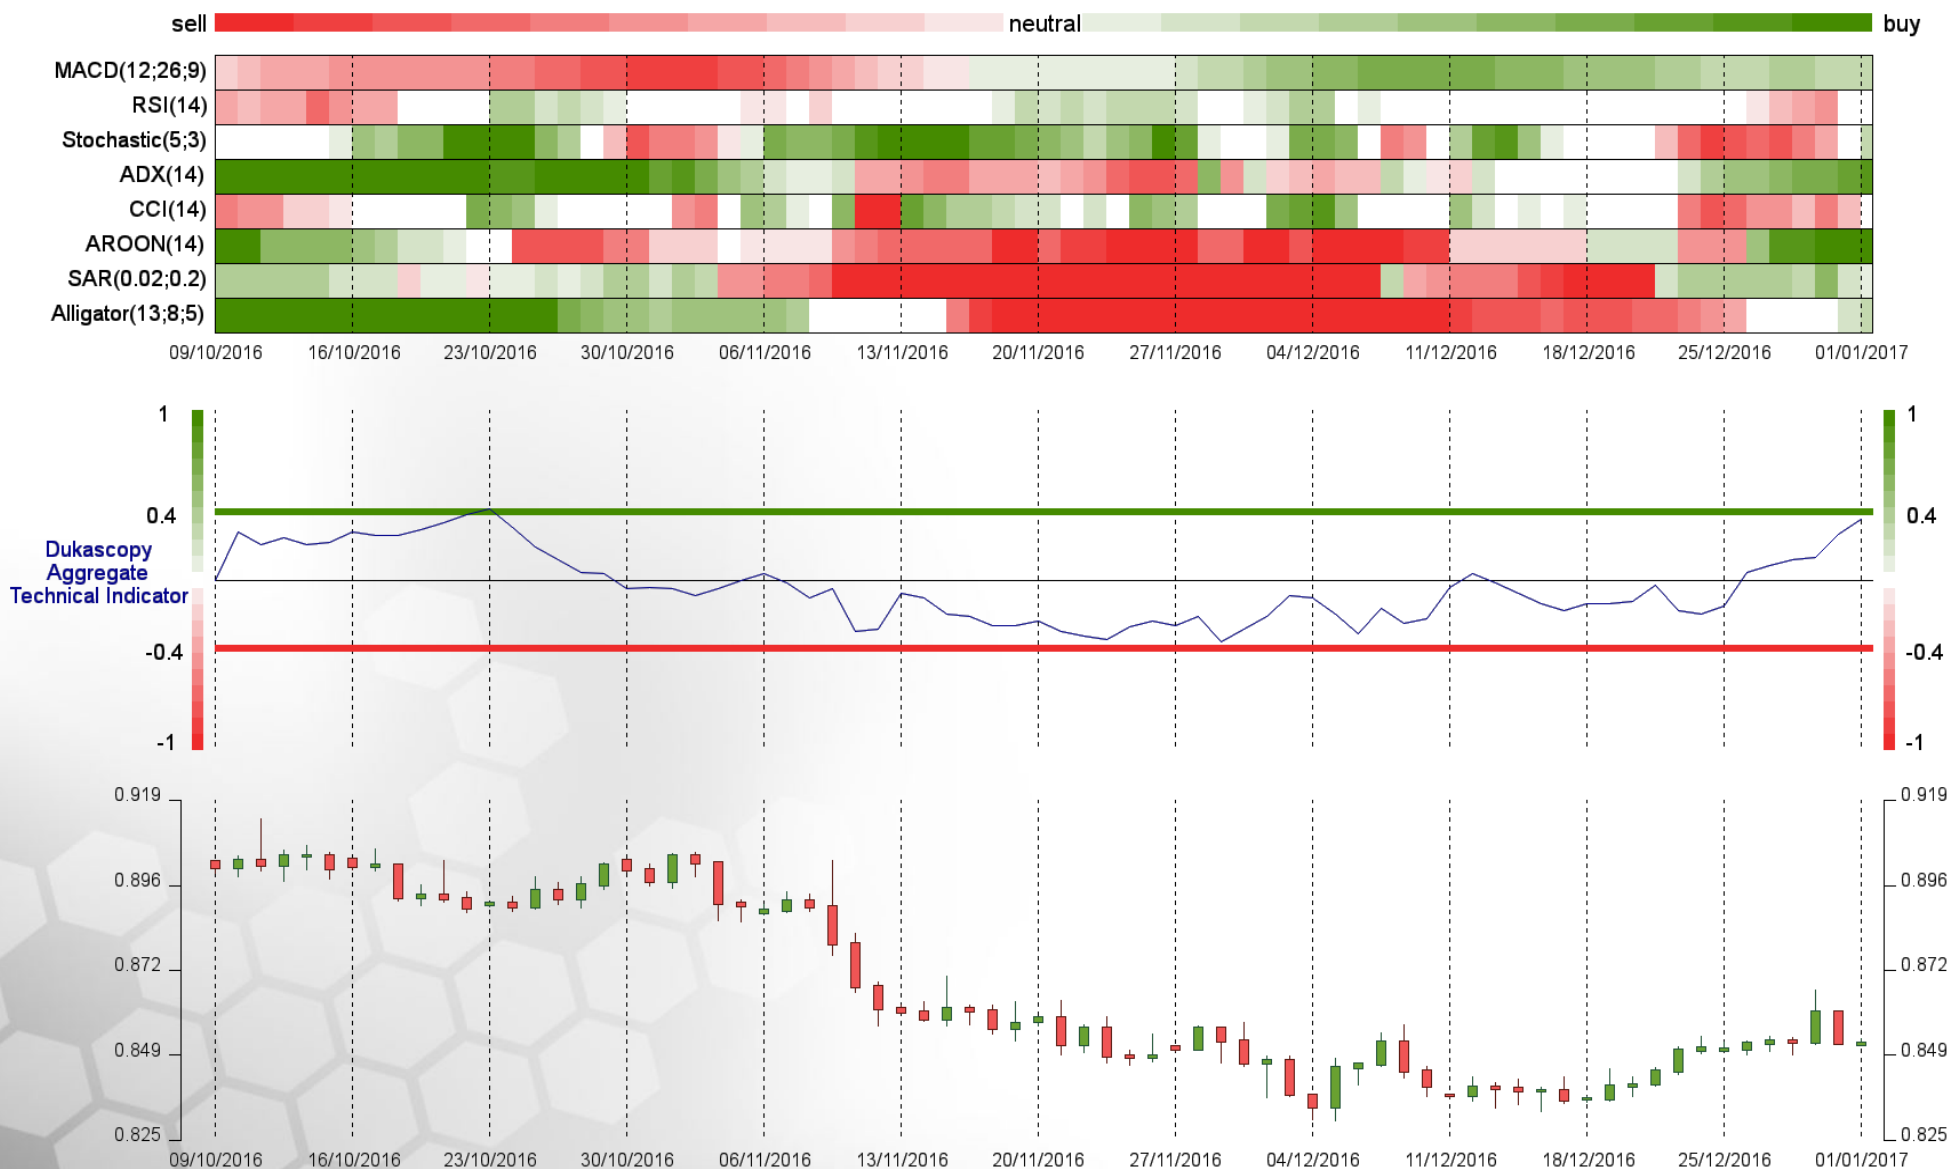 sell neutral buy
MACD(12;26;9)
RSI(14)
Stochastic(5;3)
ADX(14)
CCI(14)
AROON(14)
SAR(0.02;0.2)
Alligator(13;8;5)
09/10/2016 16/10/2016 23/10/2016 30/10/2016 06/11/2016 13/11/2016 20/11/2016 27/11/2016 04/12/2016 11/12/2016 18/12/2016 25/12/2016 01/01/2017
1 1
0.4 0.4
Dukascopy
Aggregate
Technical Indicator
-0.4 -0.4
-1 -1
0.919 0.919
0.896 0.896
0.872 0.872
0.849 0.849
0.825 0.825
09/10/2016 16/10/2016 23/10/2016 30/10/2016 06/11/2016 13/11/2016 20/11/2016 27/11/2016 04/12/2016 11/12/2016 18/12/2016 25/12/2016 01/01/2017